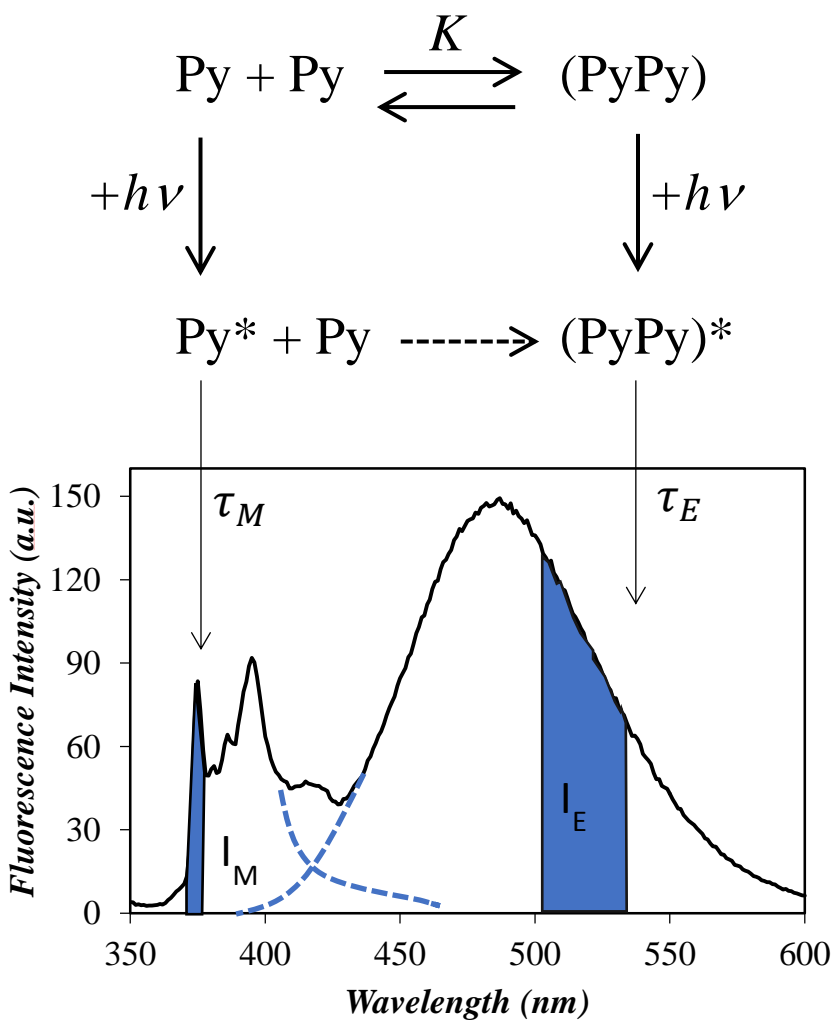 K
Py + Py (PyPy)
+hν +hν
Py* + Py (PyPy)*
τM τE
150
120
90
60
30
0
Fluorescence Intensity (a.u.)
IM
IE
350 400 450 500 550 600
Wavelength (nm)